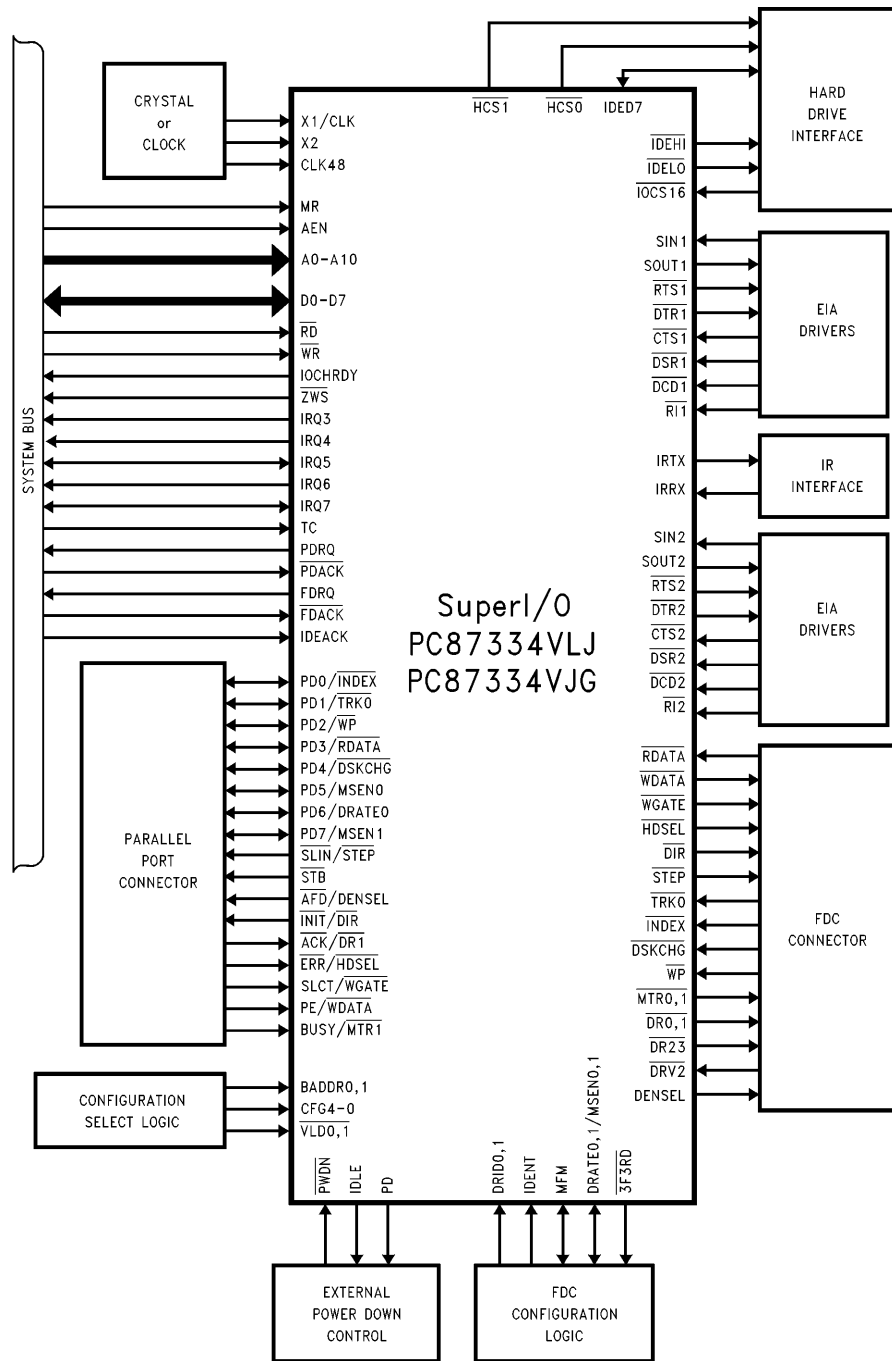 HCS1
HCS0
IDED7
HARD
DRIVE
INTERFACE
CRYSTAL
or
CLOCK
X1/CLK
X2
CLK48
IDEHI
IDELO
IOCS16
SYSTEM BUS
MR
AEN
A0-A10
D0-D7
RD
WR
IOCHRDY
ZWS
IRQ3
IRQ4
IRQ5
IRQ6
IRQ7
TC
PDRQ
PDACK
FDRQ
FDACK
IDEACK
SIN1
SOUT1
RTS1
DTR1
CTS1
DSR1
DCD1
RI1
EIA
DRIVERS
IRTX
IRRX
IR
INTERFACE
SIN2
SOUT2
RTS2
DTR2
CTS2
DSR2
DCD2
RI2
EIA
DRIVERS
SuperI/O
PC87334VLJ
PC87334VJG
PARALLEL
PORT
CONNECTOR
PD0/INDEX
PD1/TRK0
PD2/WP
PD3/RDATA
PD4/DSKCHG
PD5/MSEN0
PD6/DRATE0
PD7/MSEN1
SLIN/STEP
STB
AFD/DENSEL
INIT/DIR
ACK/DR1
ERR/HDSEL
SLCT/WGATE
PE/WDATA
BUSY/MTR1
RDATA
WDATA
WGATE
HDSEL
DIR
STEP
TRK0
INDEX
DSKCHG
WP
MTR0,1
DR0,1
DR23
DRV2
DENSEL
FDC
CONNECTOR
CONFIGURATION
SELECT LOGIC
BADDR0,1
CFG4-0
VLD0,1
PWDN
IDLE
PD
DRID0,1
IDENT
MFM
DRATE0,1/MSEN0,1
3F3RD
EXTERNAL
POWER DOWN
CONTROL
FDC
CONFIGURATION
LOGIC